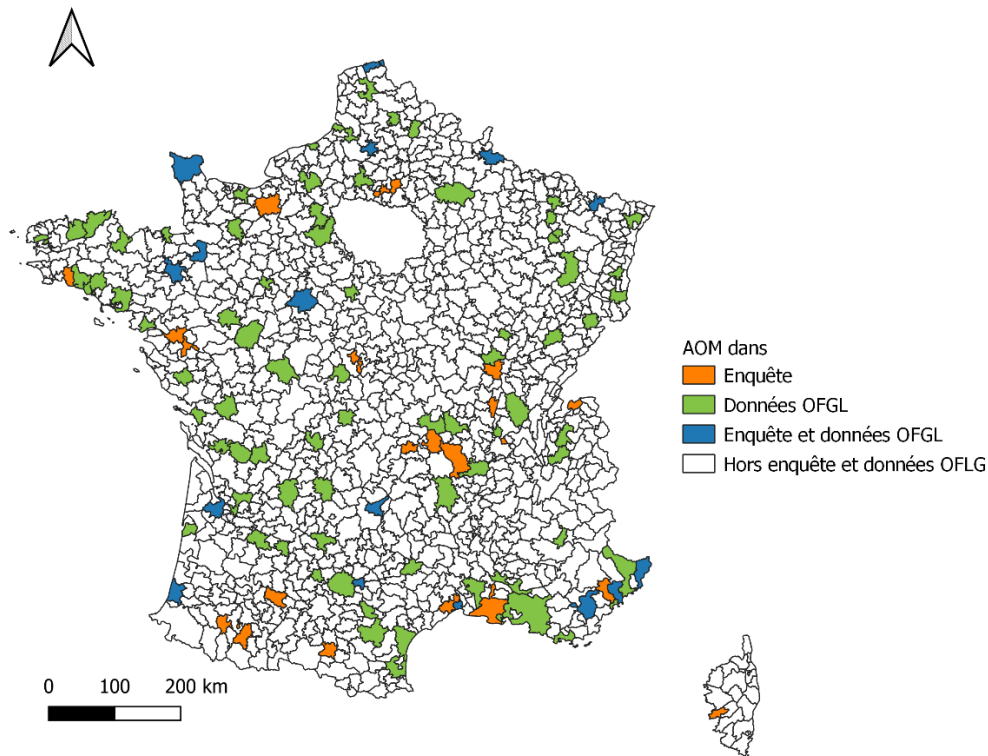 AOM dans
Enquête
Données OFGL
Enquête et données OFGL
Hors enquête et données OFLG
0 100 200 km